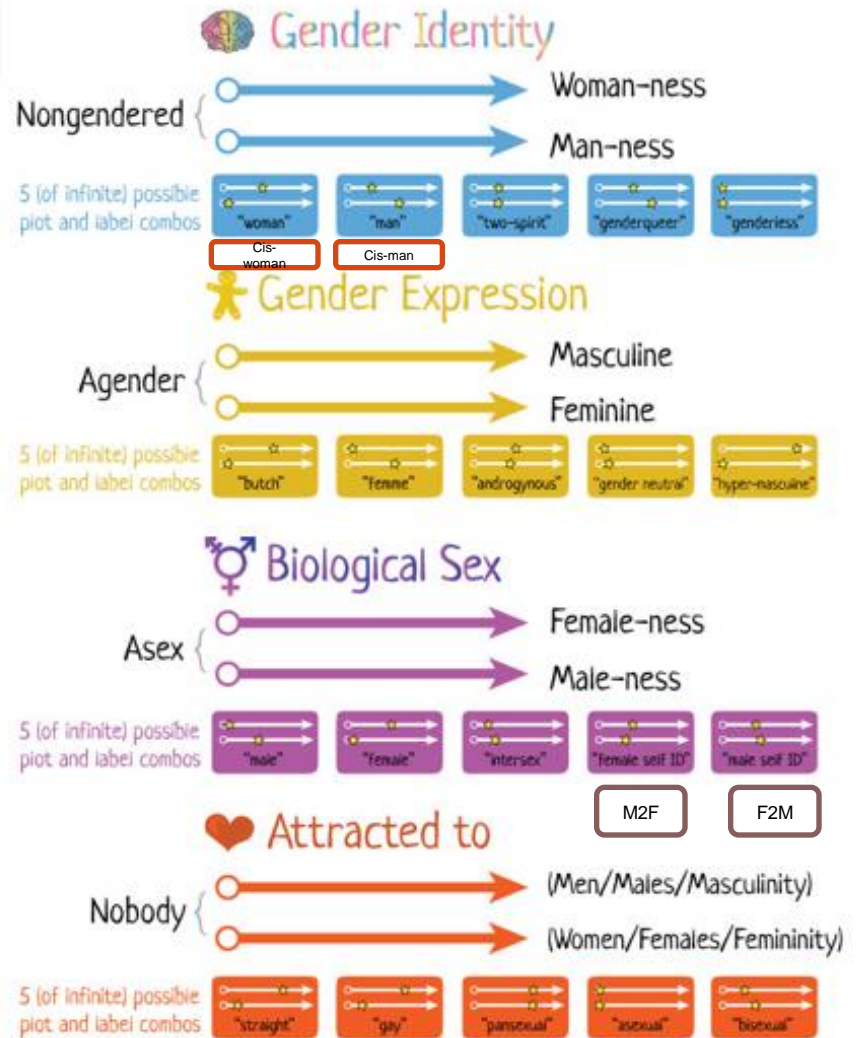 Gender Identity
Nongendered
Woman-ness
Man-ness
5 (of infinite) possible
plot and label combos
"woman"
"man"
"two-spirit"
"genderqueer"
"genderless"
Cis-
woman
Cis-man
Gender Expression
Agender
Masculine
Feminine
5 (of infinite) possible
plot and label combos
"butch"
"femme"
"androgynous"
"gender neutral"
"hyper-masculine"
Biological Sex
Asex
Female-ness
Male-ness
5 (of infinite) possible
plot and label combos
"male"
"female"
"intersex"
"female self ID"
"male self ID"
M2F
F2M
Attracted to
Nobody
(Men/Males/Masculinity)
(Women/Females/Femininity)
5 (of infinite) possible
plot and label combos
"straight"
"gay"
"pansexual"
"asexual"
"bisexual"